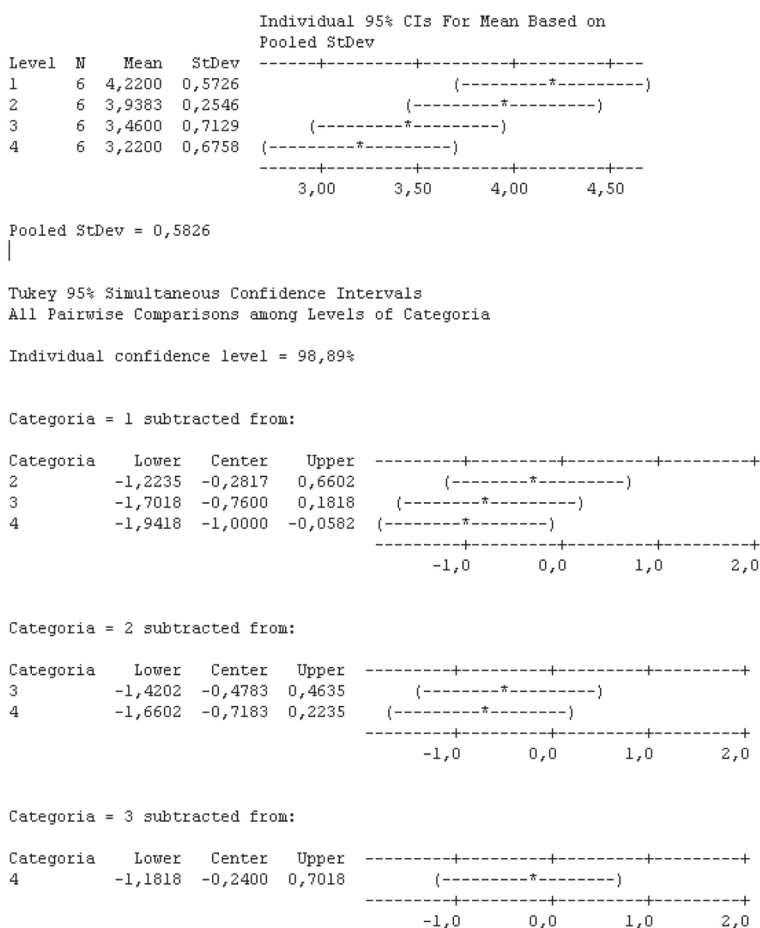 Individual 95% CIs For Mean Based on
Pooled StDev
Level  N    Mean   StDev  ------+---------+---------+---------+---
1      6  4,2200  0,5726                      (---------*---------)
2      6  3,9383  0,2546                 (---------*---------)
3      6  3,4600  0,7129       (---------*---------)
4      6  3,2200  0,6758  (---------*---------)
------+---------+---------+---------+---
3,00      3,50      4,00      4,50
Pooled StDev = 0,5826
Tukey 95% Simultaneous Confidence Intervals
All Pairwise Comparisons among Levels of Categoria
Individual confidence level = 98,89%
Categoria = 1 subtracted from:
Categoria    Lower   Center    Upper  ---------+---------+---------+---------+
2          -1,2235  -0,2817   0,6602         (--------*---------)
3          -1,7018  -0,7600   0,1818    (--------*---------)
4          -1,9418  -1,0000  -0,0582  (--------*--------)
---------+---------+---------+---------+
-1,0       0,0       1,0       2,0
Categoria = 2 subtracted from:
Categoria    Lower   Center   Upper  ---------+---------+---------+---------+
3          -1,4202  -0,4783  0,4635       (--------*---------)
4          -1,6602  -0,7183  0,2235    (---------*--------)
---------+---------+---------+---------+
-1,0       0,0       1,0       2,0
Categoria = 3 subtracted from:
Categoria    Lower   Center   Upper  ---------+---------+---------+---------+
4          -1,1818  -0,2400  0,7018         (---------*--------)
---------+---------+---------+---------+
-1,0       0,0       1,0       2,0